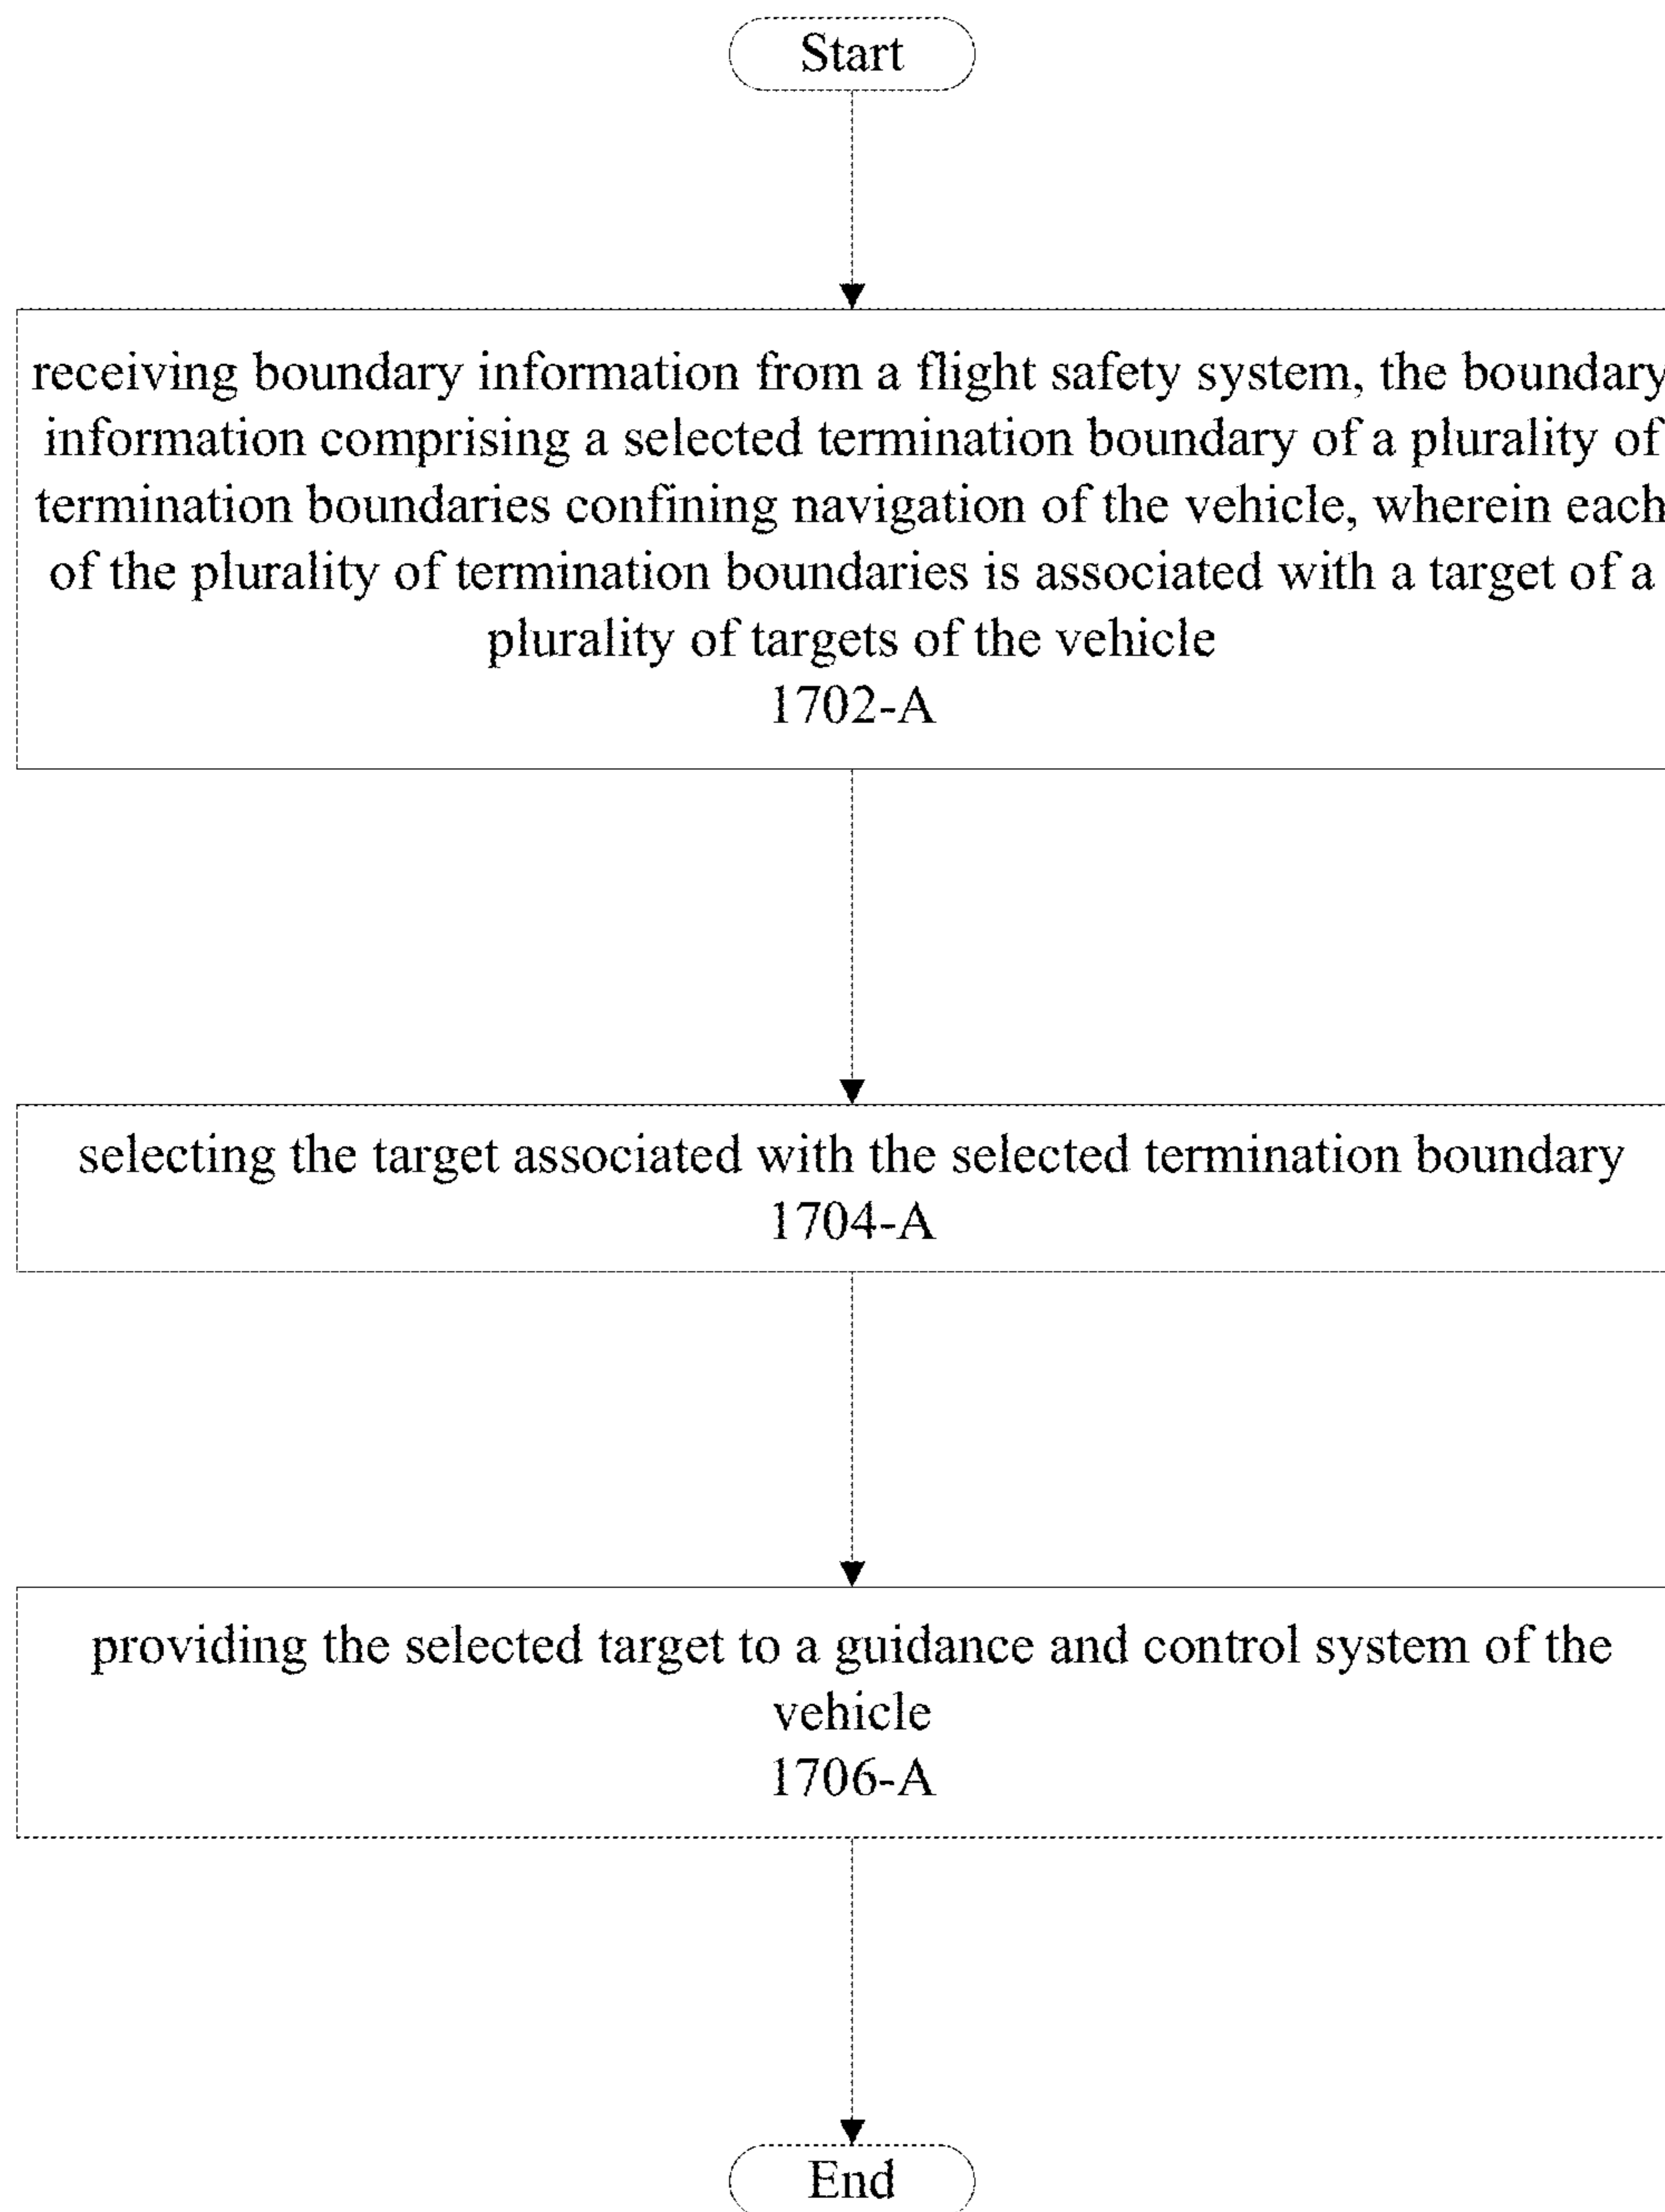 Start
receiving boundary information from a flight safety system, the boundary
information comprising a selected termination boundary of a plurality of
termination boundaries confining navigation of the vehicle, wherein each
of the plurality of termination boundaries is associated with a target of a
plurality of targets of the vehicle
1702-A
selecting the target associated with the selected termination boundary
1704-A
providing the selected target to a guidance and control system of the
vehicle
1706-A
End